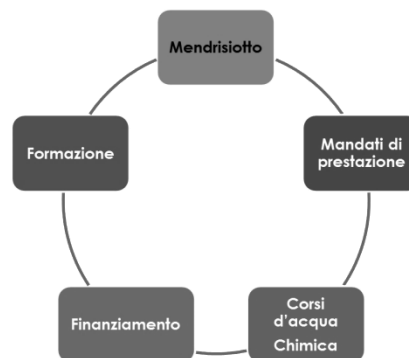 Mendrisiotto
Formazione
Mandati di
prestazione
Finanziamento
Corsi
d'acqua
Chimica